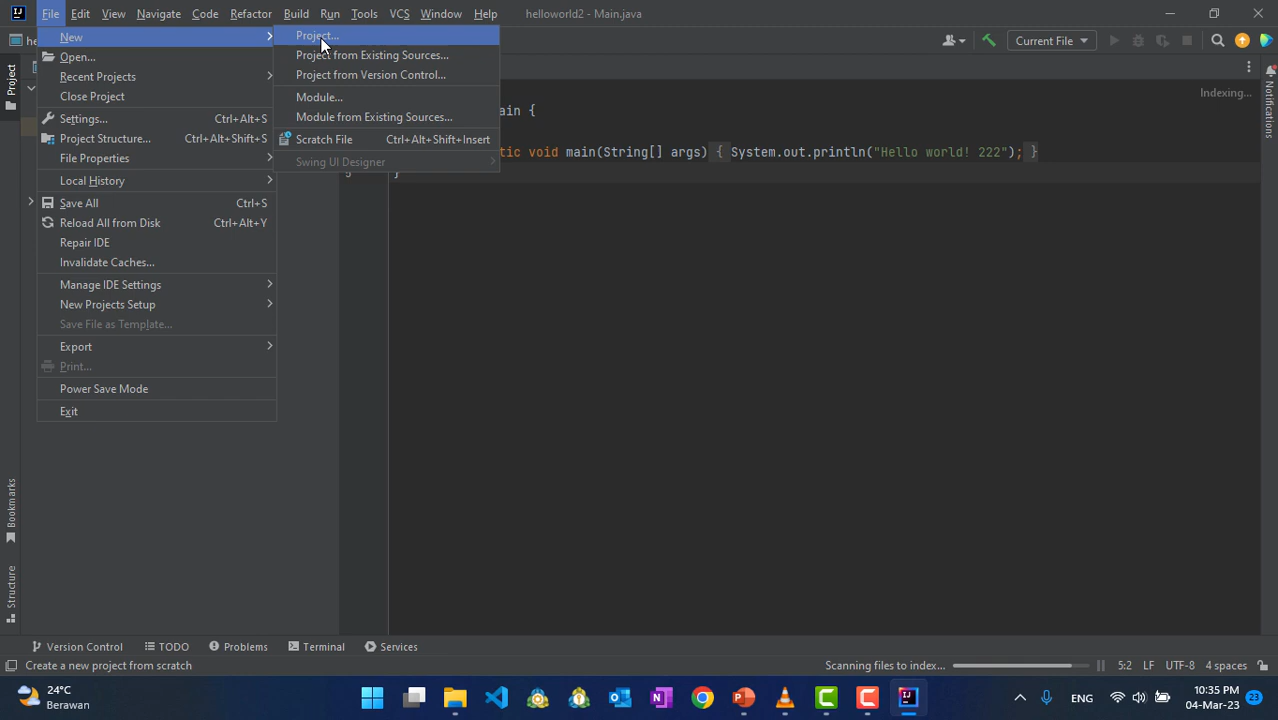 File Edit View Navigate Code Refactor Build Run Tools VCS Window Help helloworld2 - Main.java
New
Open...
Recent Projects
Close Project
Settings... Ctrl+Alt+S
Project Structure... Ctrl+Alt+Shift+S
File Properties
Local History
Save All Ctrl+S
Reload All from Disk Ctrl+Alt+Y
Repair IDE
Invalidate Caches...
Manage IDE Settings
New Projects Setup
Save File as Template...
Export
Print...
Power Save Mode
Exit
Project...
Project from Existing Sources...
Project from Version Control...
Module...
Module from Existing Sources...
Scratch File Ctrl+Alt+Shift+Insert
Swing UI Designer
Current File
Indexing...
{
void main(String[] args) { System.out.println("Hello world! 222"); }
5 }
Project
Bookmarks
Structure
Notifications
Version Control TODO Problems Terminal Services
Create a new project from scratch Scanning files to index... 5:2 LF UTF-8 4 spaces
24°C
Berawan
ENG
10:35 PM
04-Mar-23
23